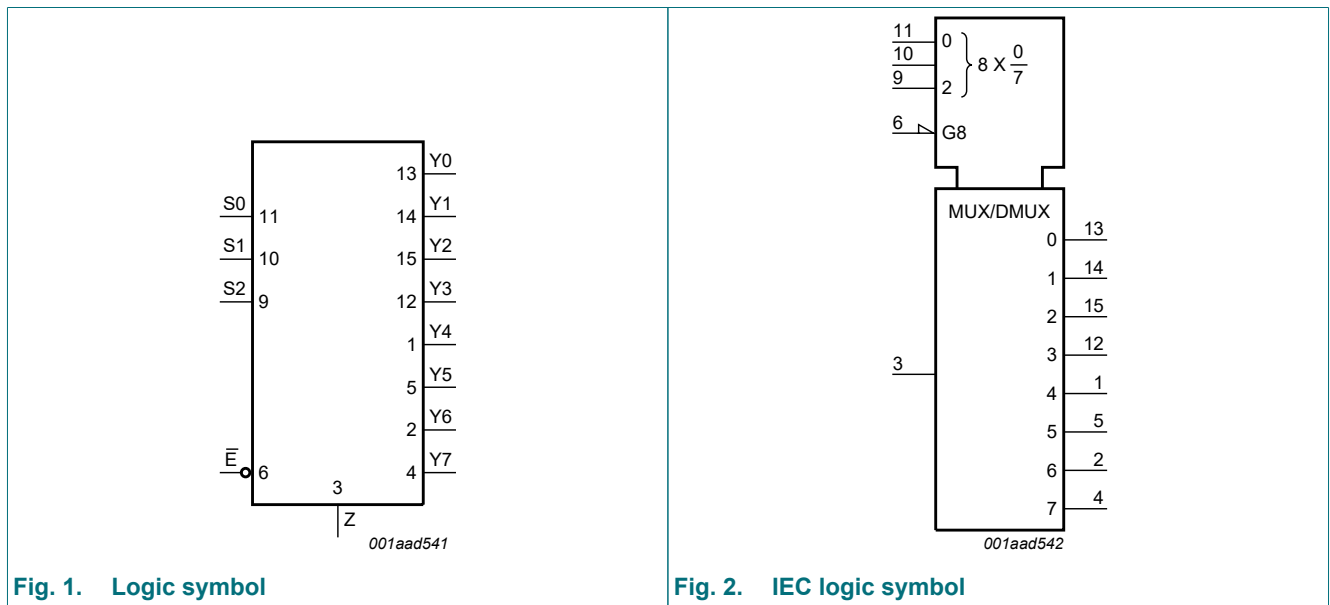 S0 11
S1 10
S2 9
E̅ 6
13 Y0
14 Y1
15 Y2
12 Y3
1 Y4
5 Y5
2 Y6
4 Y7
3
Z
001aad541
Fig. 1. Logic symbol
11 0
10
9 2
8 X 0/7
6 G8
MUX/DMUX
0 13
1 14
2 15
3 12
3
4 1
5 5
6 2
7 4
001aad542
Fig. 2. IEC logic symbol